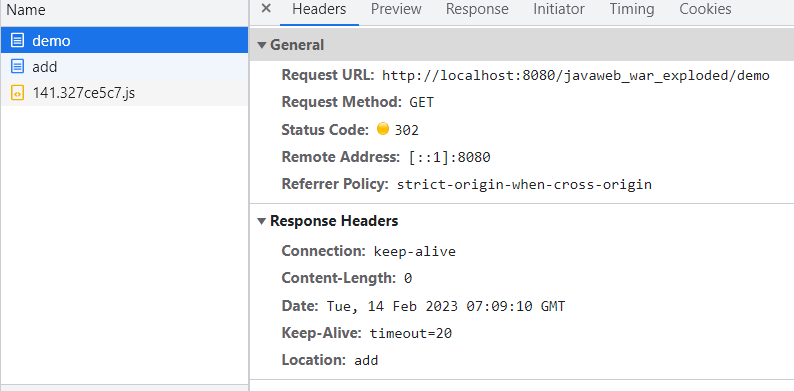 Name
demo
add
141.327ce5c7.js
Headers Preview Response Initiator Timing Cookies
General
Request URL: http://localhost:8080/javaweb_war_exploded/demo
Request Method: GET
Status Code: 302
Remote Address: [::1]:8080
Referrer Policy: strict-origin-when-cross-origin
Response Headers
Connection: keep-alive
Content-Length: 0
Date: Tue, 14 Feb 2023 07:09:10 GMT
Keep-Alive: timeout=20
Location: add